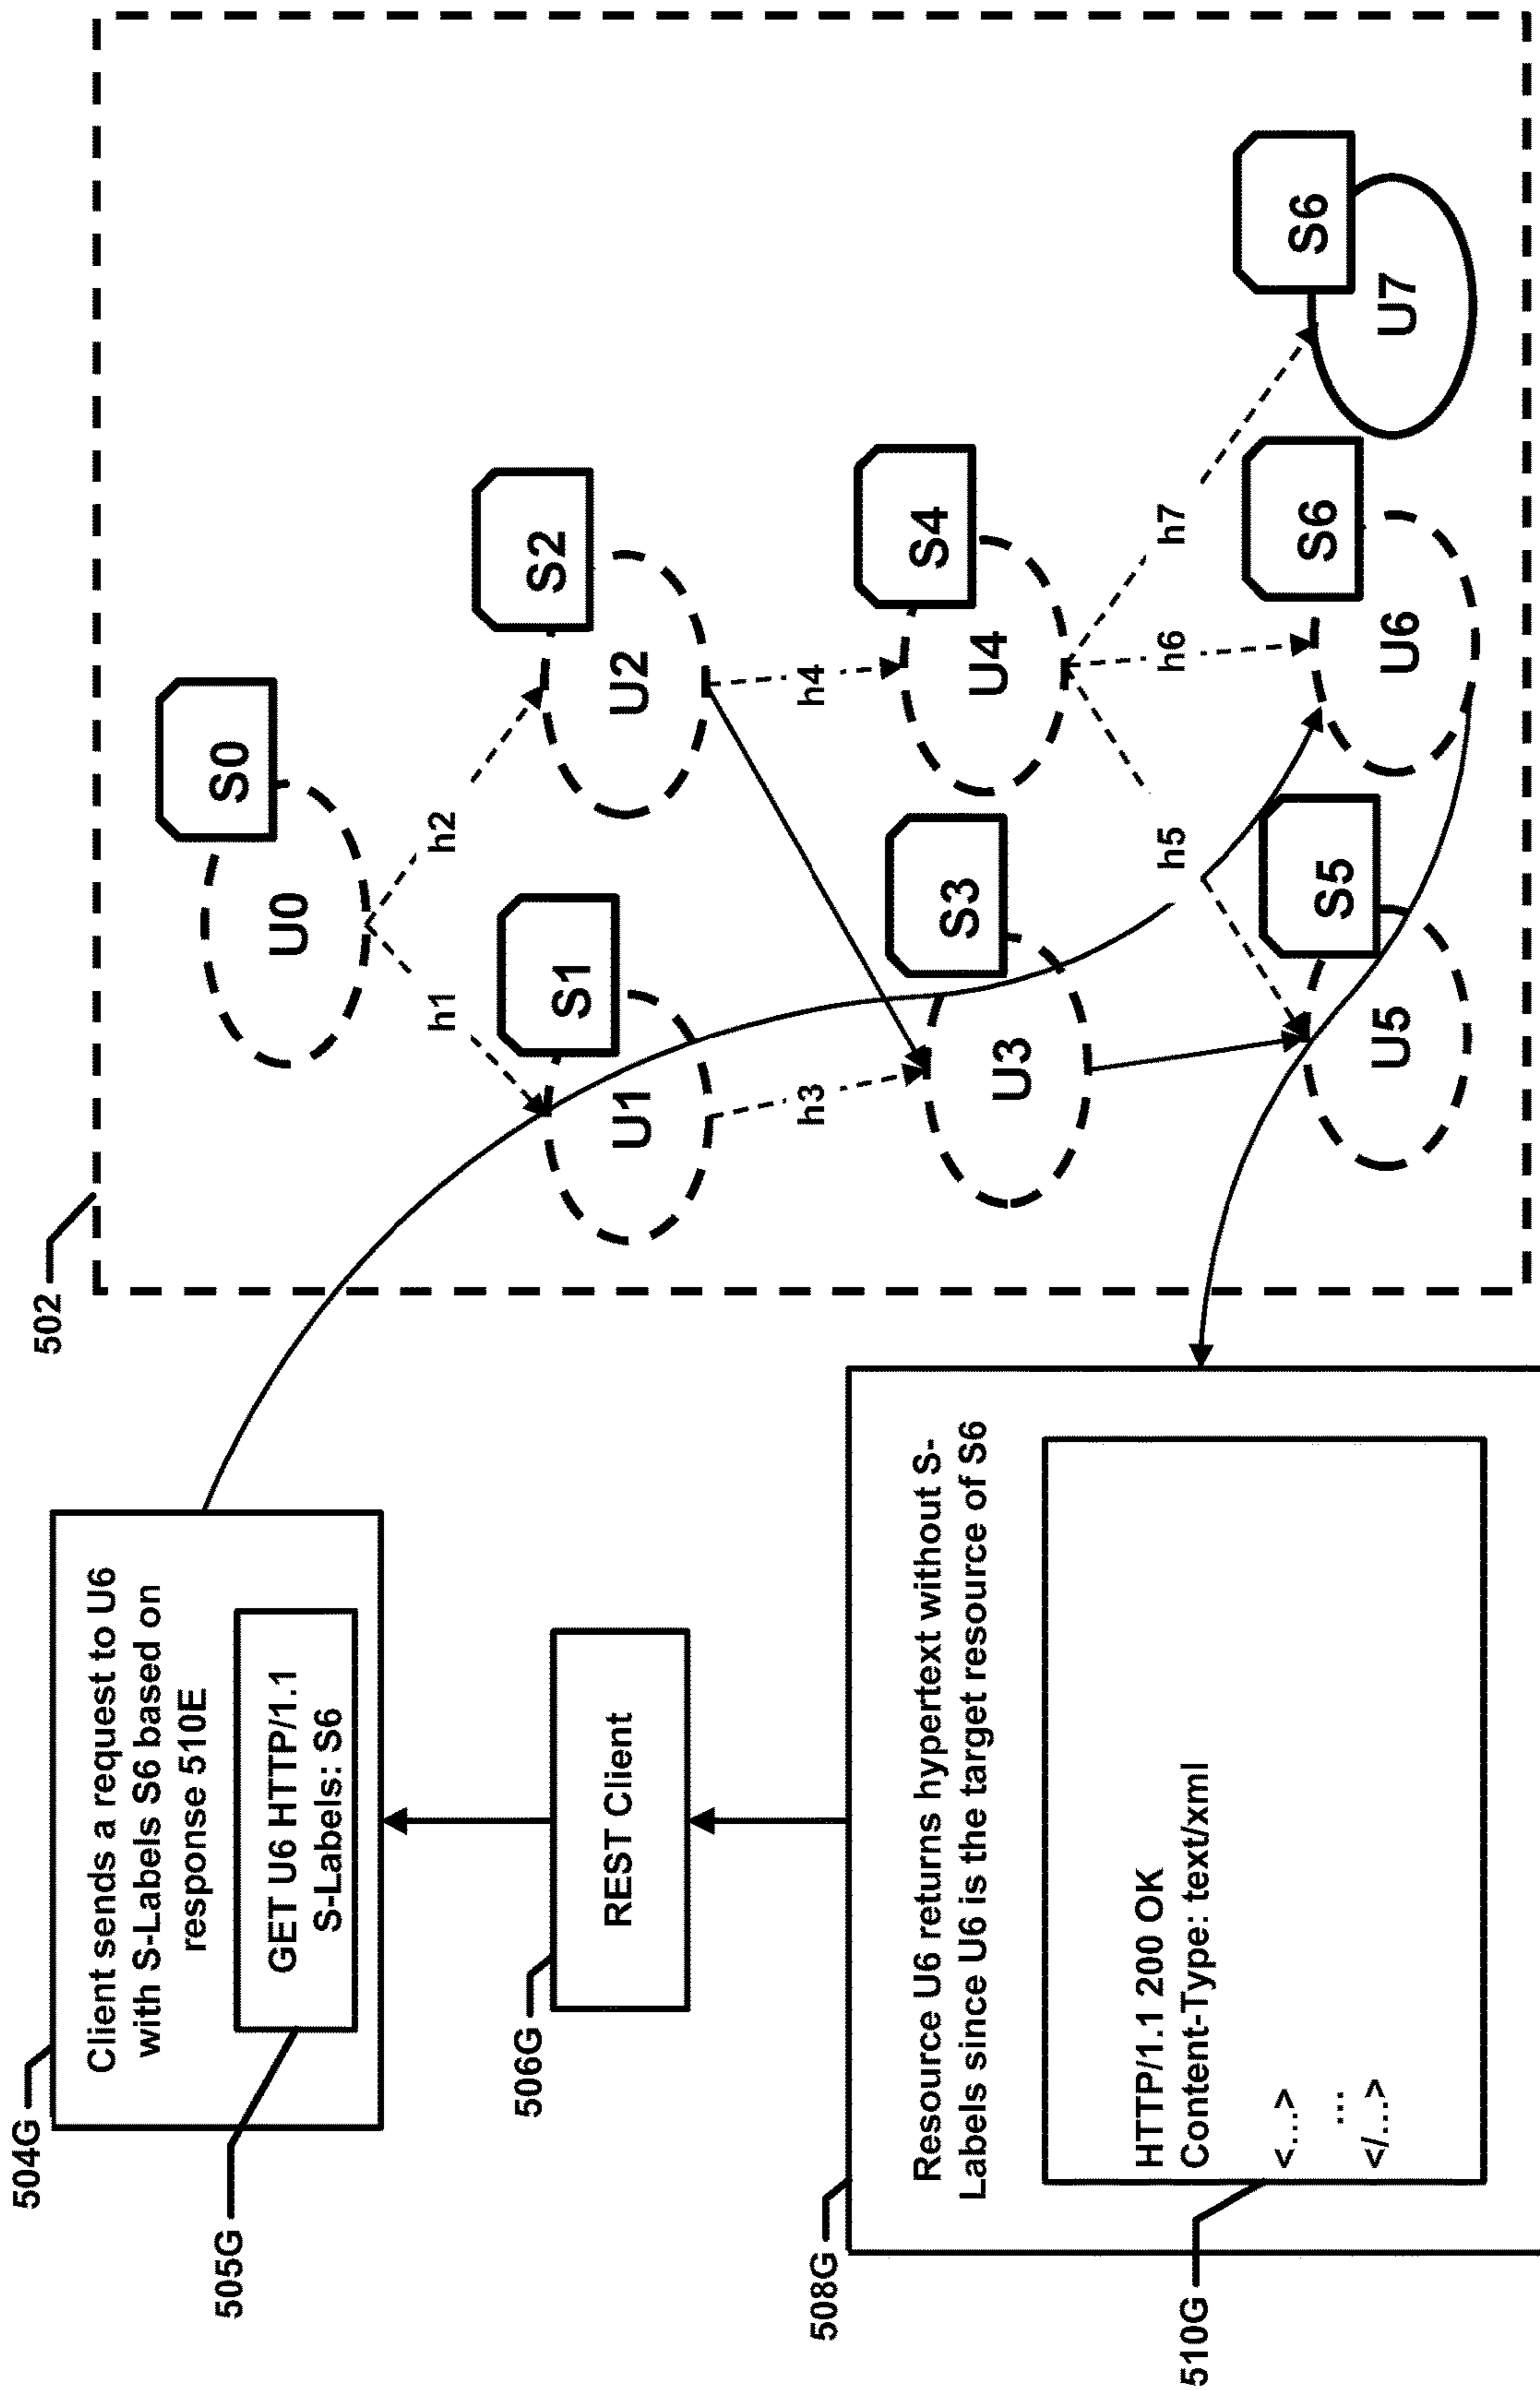 504G
Client sends a request to U6
with S-Labels S6 based on
response 510E
505G
GET U6 HTTP/1.1
S-Labels: S6
506G
REST Client
508G
Resource U6 returns hypertext without S-
Labels since U6 is the target resource of S6
510G
HTTP/1.1 200 OK
Content-Type: text/xml
<...>
...
</...>
502
S0
U0
h1
h2
S1
U1
S2
U2
h3
h4
S3
U3
S4
U4
h5
h6
h7
S5
U5
S6
U6
S6
U7